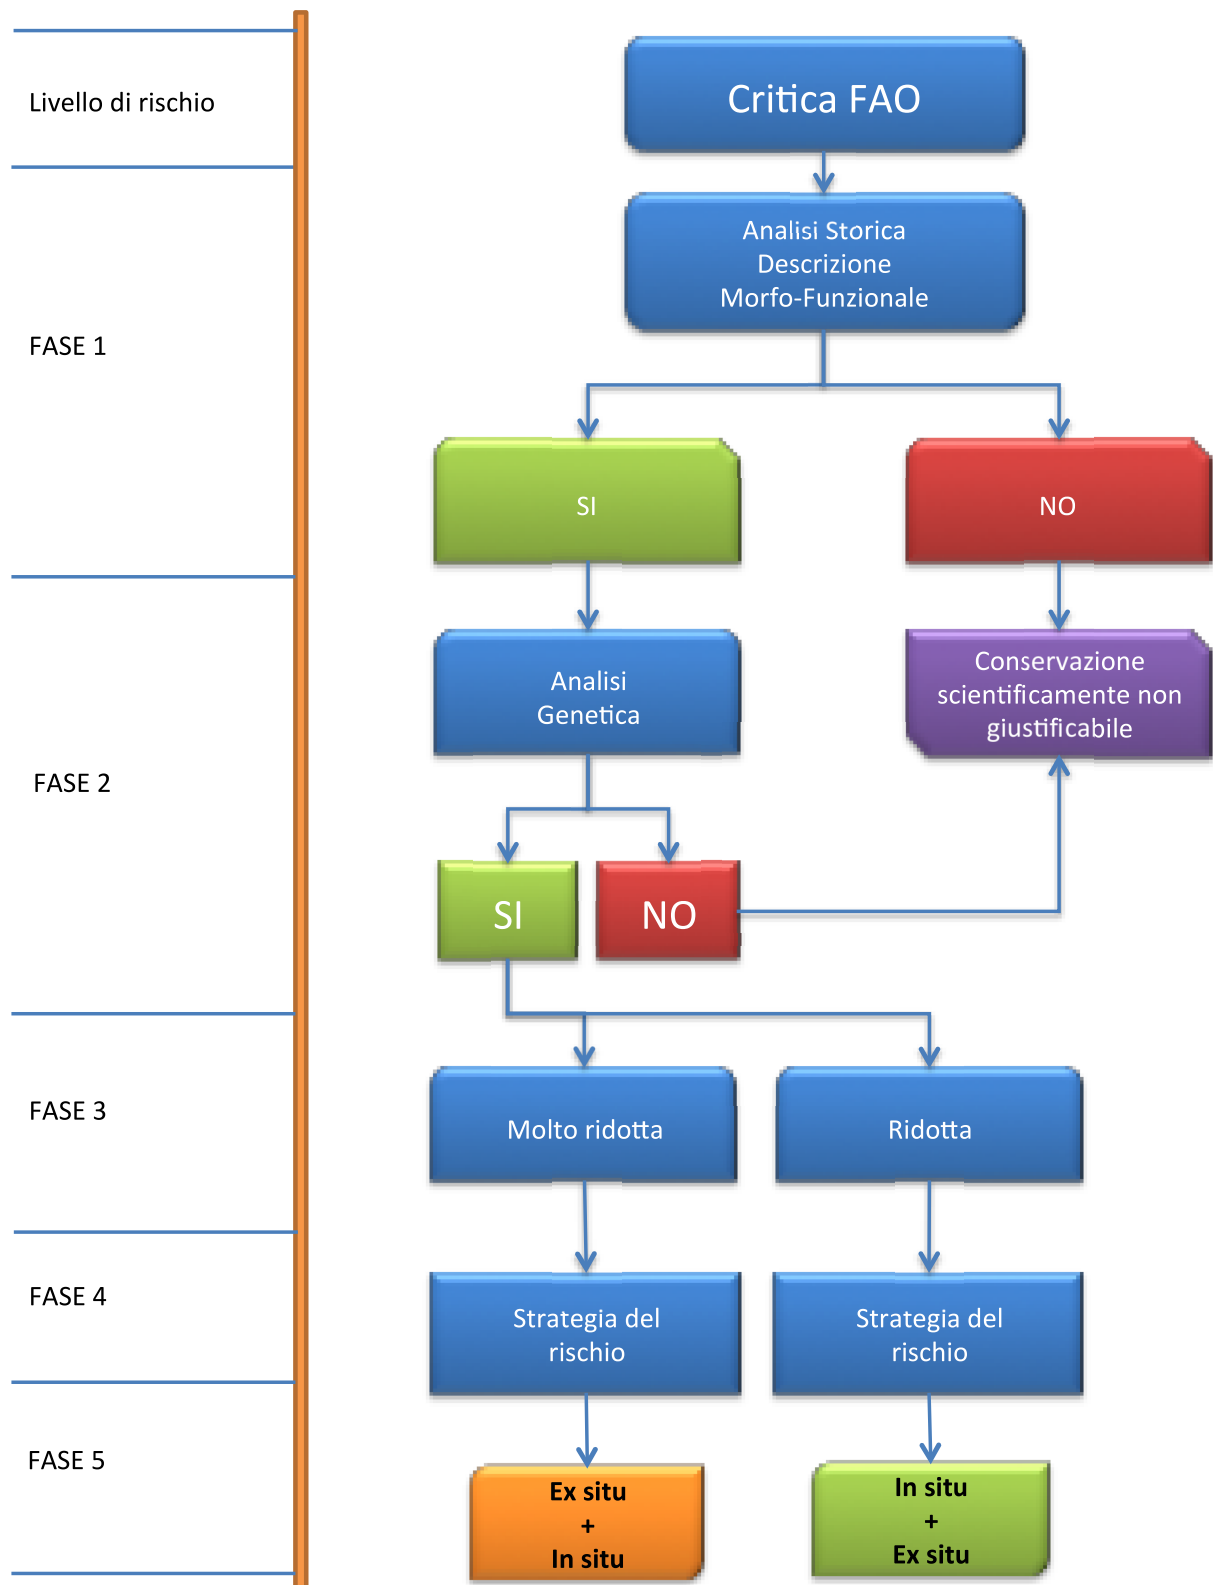 Livello di rischio
Critica FAO
FASE 1
Analisi Storica
Descrizione
Morfo-Funzionale
SI
NO
FASE 2
Analisi
Genetica
Conservazione
scientificamente non
giustificabile
SI
NO
FASE 3
Molto ridotta
Ridotta
FASE 4
Strategia del
rischio
Strategia del
rischio
FASE 5
Ex situ
+
In situ
In situ
+
Ex situ